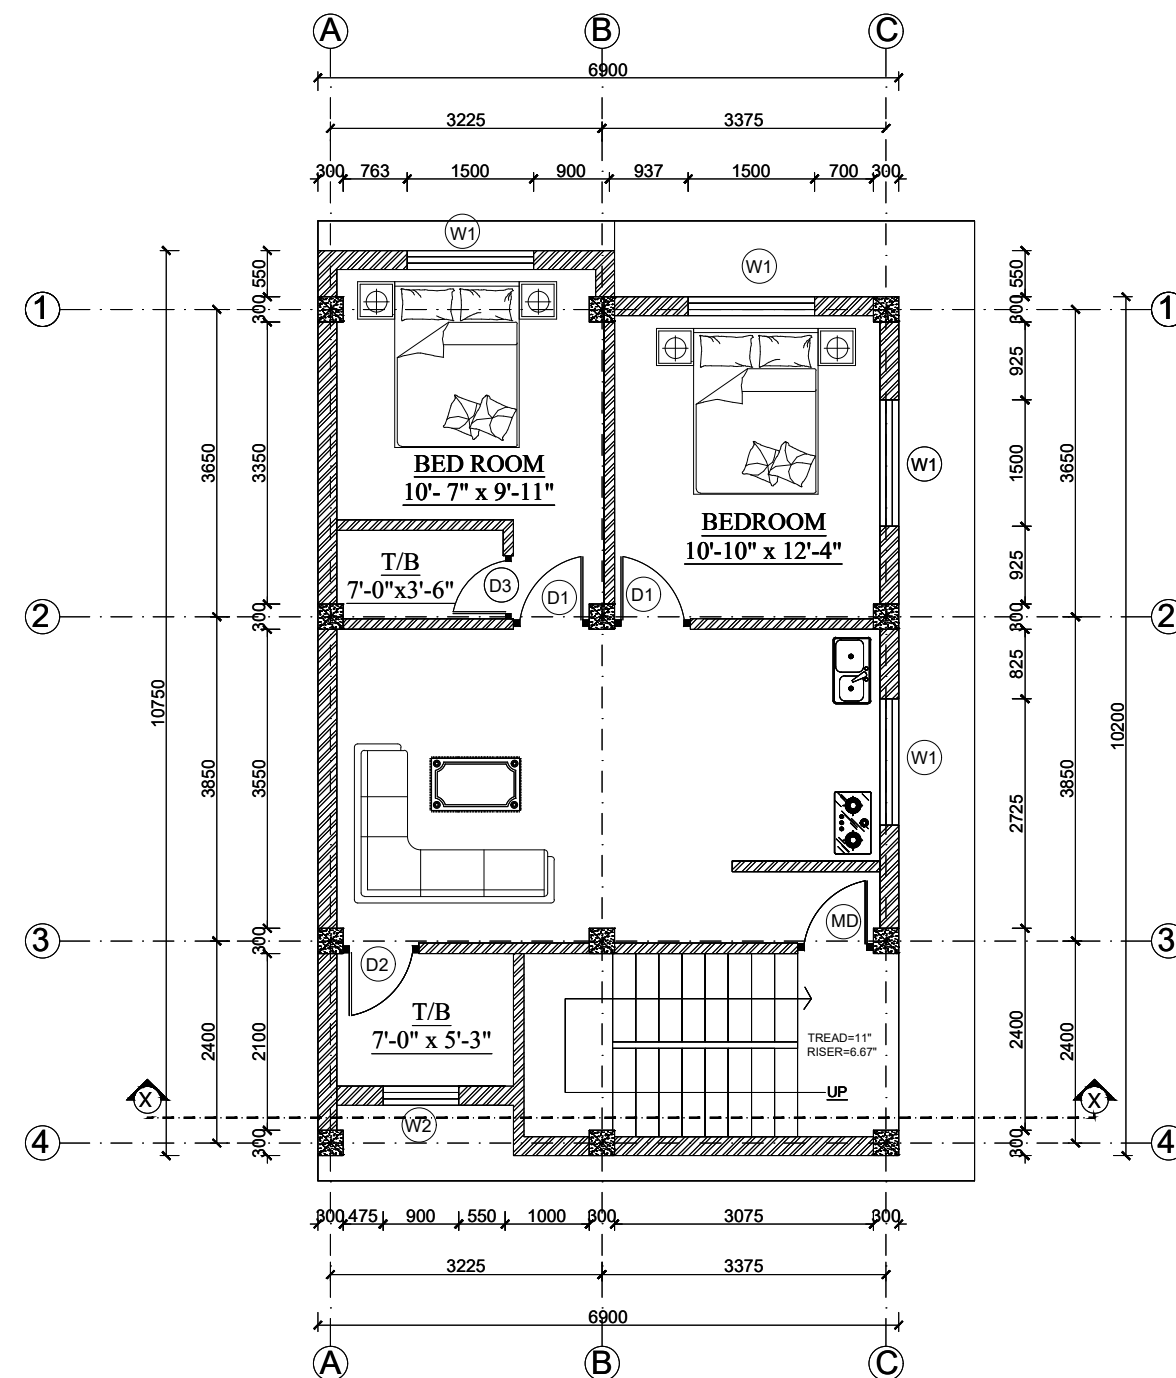 A B C
6900
3225 3375
300 763 1500 900 937 1500 700 300
W1
W1
550 550
1 300 300 1
925
3650 3350 1500 3650
W1
BED ROOM
10'- 7" x 9'-11"
BEDROOM
10'-10" x 12'-4"
925
T/B
7'-0"x3'-6"
D3 D1 D1
2 300 300 2
825
10750 10200
3850 3550 2725 3850
W1
MD
3 300 3
D2
T/B
7'-0" x 5'-3"
2400 2100 2400 2400
TREAD=11"
RISER=6.67"
UP
X X
W2
4 300 300 4
300 475 900 550 1000 300 3075 300
3225 3375
6900
A B C